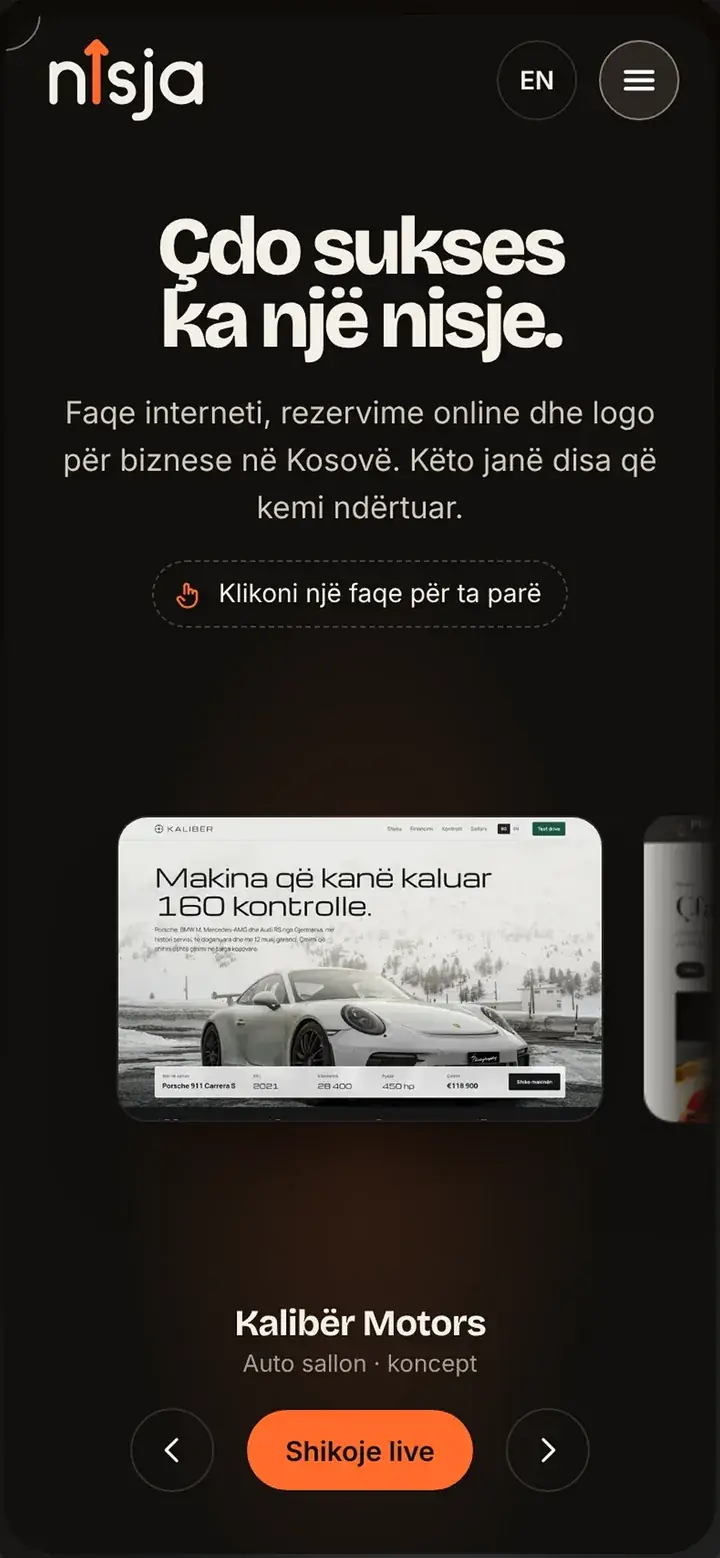 nisja
EN
Çdo sukses
ka një nisje.
Faqe interneti, rezervime online dhe logo
për biznese në Kosovë. Këto janë disa që
kemi ndërtuar.
Klikoni një faqe për ta parë
KALIBER
Test drive
Makina që kanë kaluar
160 kontrolle.
Porsche 911 Carrera S
2021
28 400
450 hp
€118 900
Shiko makinën
Kalibër Motors
Auto sallon · koncept
Shikoje live